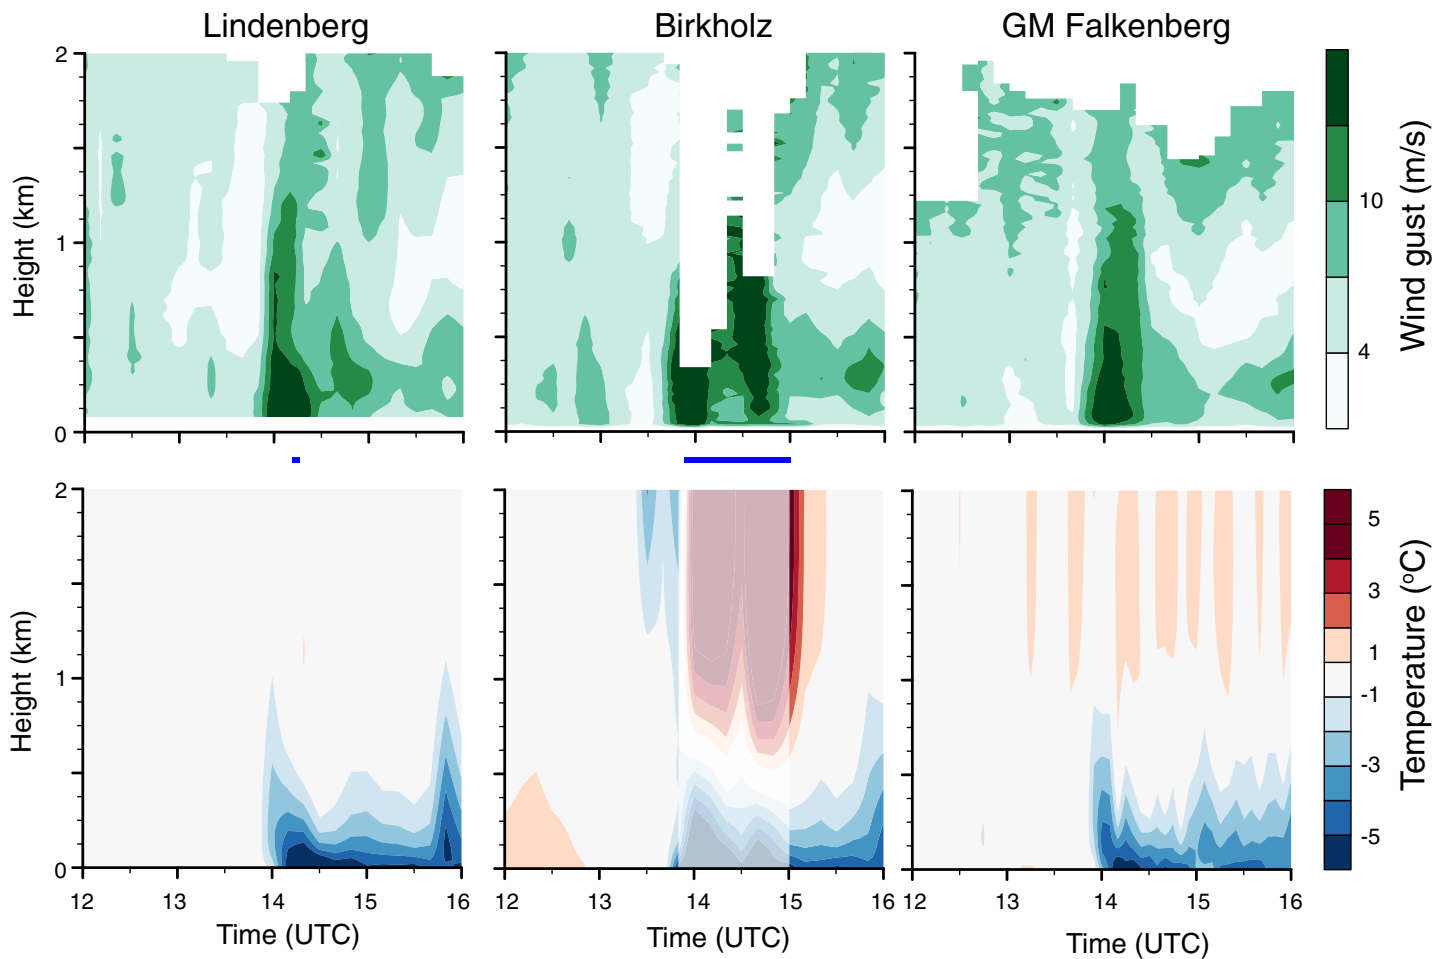 Lindenberg Birkholz GM Falkenberg
2
1
0
Height (km)
10
4
Wind gust (m/s)
2
1
0
Height (km)
5
3
1
-1
-3
-5
Temperature (oC)
12 13 14 15 16 12 13 14 15 16 12 13 14 15 16
Time (UTC) Time (UTC) Time (UTC)